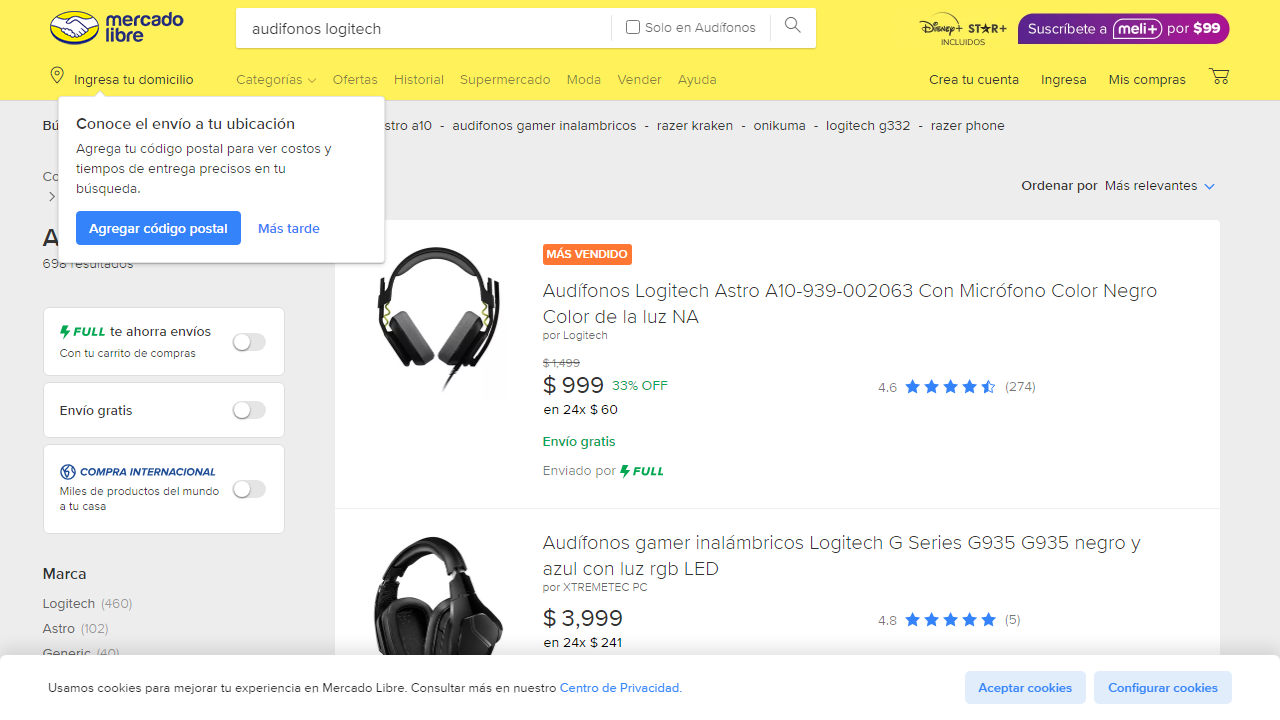 mercado
libre
audifonos logitech
Solo en Audífonos
Disney+ STAR+
INCLUIDOS
Suscríbete a meli+ por $99
Ingresa tu domicilio
Categorías
Ofertas
Historial
Supermercado
Moda
Vender
Ayuda
Crea tu cuenta
Ingresa
Mis compras
Conoce el envío a tu ubicación
Agrega tu código postal para ver costos y
tiempos de entrega precisos en tu
búsqueda.
Agregar código postal
Más tarde
stro a10 - audifonos gamer inalambricos - razer kraken - onikuma - logitech g332 - razer phone
Ordenar por Más relevantes
698 resultados
FULL te ahorra envíos
Con tu carrito de compras
Envío gratis
COMPRA INTERNACIONAL
Miles de productos del mundo
a tu casa
Marca
Logitech (460)
Astro (102)
Generic (40)
MÁS VENDIDO
Audífonos Logitech Astro A10-939-002063 Con Micrófono Color Negro
Color de la luz NA
por Logitech
$ 1,499
$ 999 33% OFF
en 24x $ 60
4.6 (274)
Envío gratis
Enviado por FULL
Audífonos gamer inalámbricos Logitech G Series G935 G935 negro y
azul con luz rgb LED
por XTREMETEC PC
$ 3,999
en 24x $ 241
4.8 (5)
Usamos cookies para mejorar tu experiencia en Mercado Libre. Consultar más en nuestro Centro de Privacidad.
Aceptar cookies
Configurar cookies